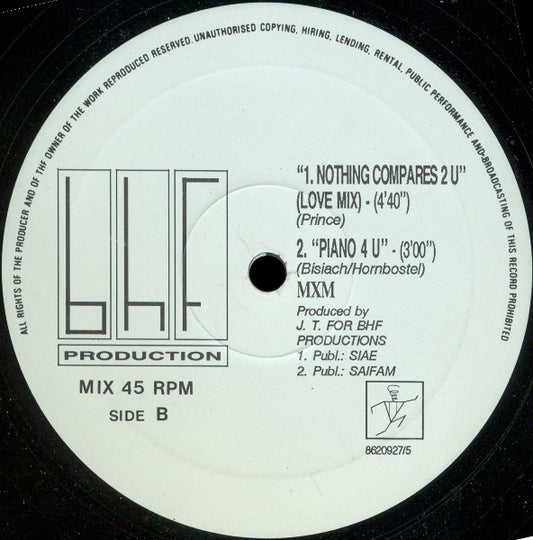 ALL RIGHTS OF THE PRODUCER AND OF THF OWNER OF THE WORK REPRODUCED RESERVED. UNAUTHORISED COPYING, HIRING, LENDING, RENTAL, PUBLIC PERFORMANCE AND BROADCASTING OF THIS RECORD PROHIBITED
bhf
PRODUCTION
MIX 45 RPM
SIDE B
"1. NOTHING COMPARES 2 U"
(LOVE MIX) - (4'40")
(Prince)
2. "PIANO 4 U" - (3'00")
(Bisiach/Hornbostel)
MXM
Produced by
J. T. FOR BHF
PRODUCTIONS
1. Publ.: SIAE
2. Publ.: SAIFAM
8620927/5